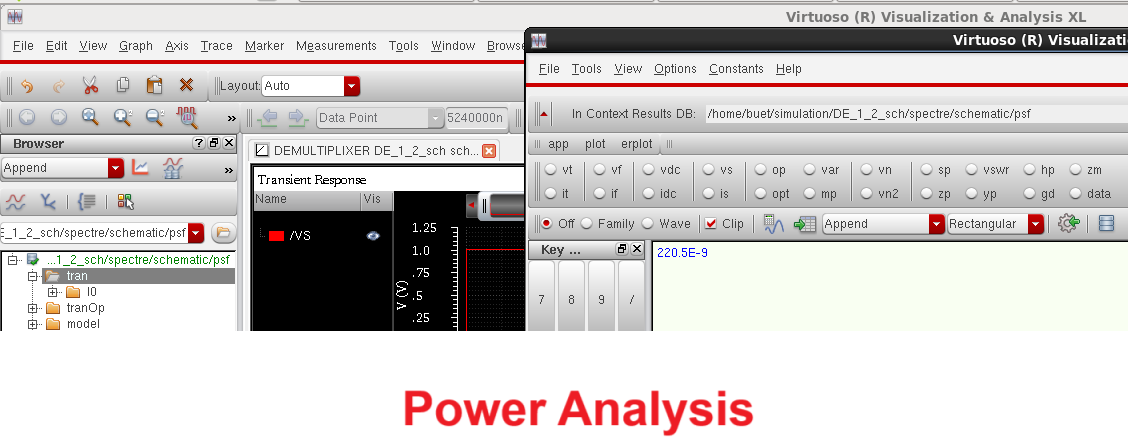 Virtuoso (R) Visualization & Analysis XL
File Edit View Graph Axis Trace Marker Measurements Tools Window Browse
Layout: Auto
Data Point 5240000n
Browser
Append
E_1_2_sch/spectre/schematic/psf
...1_2_sch/spectre/schematic/psf
tran
I0
tranOp
model
DEMULTIPLIXER DE_1_2_sch sch...
Transient Response
Name Vis
/VS
1.25
1.0
.75
.5
.25
V (V)
Virtuoso (R) Visualizati
File Tools View Options Constants Help
In Context Results DB: /home/buet/simulation/DE_1_2_sch/spectre/schematic/psf
app plot erplot
vt vf vdc vs op var vn sp vswr hp zm
it if idc is opt mp vn2 zp yp gd data
Off Family Wave Clip Append Rectangular
Key ...
7 8 9 /
220.5E-9
Power Analysis